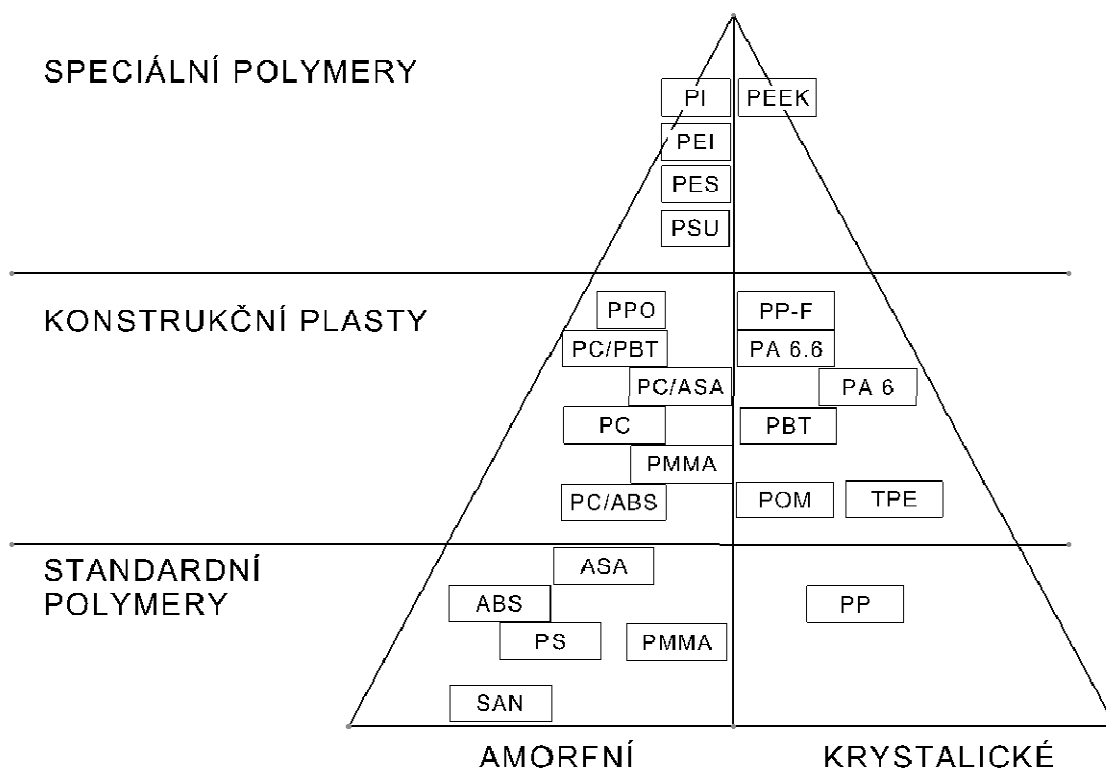 SPECIÁLNÍ POLYMERY
PI PEEK
PEI
PES
PSU
KONSTRUKČNÍ PLASTY
PPO PP-F
PC/PBT PA 6.6
PC/ASA PA 6
PC PBT
PMMA
PC/ABS POM TPE
STANDARDNÍ
POLYMERY
ASA
ABS PP
PS PMMA
SAN
AMORFNÍ KRYSTALICKÉ